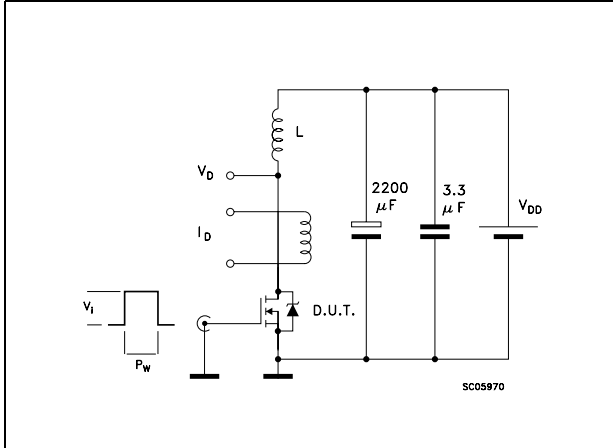 L
V_D
2200
μF
3.3
μF
V_DD
I_D
V_i
D.U.T.
P_W
SC05970